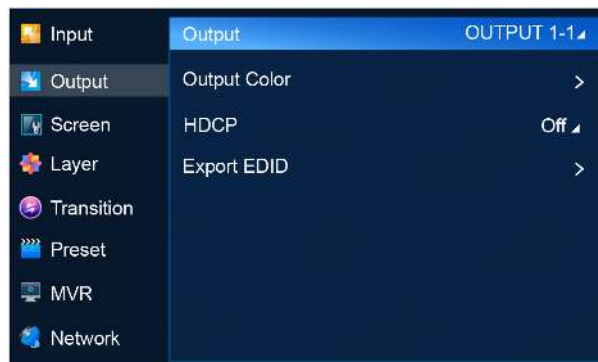 Input
Output
Screen
Layer
Transition
Preset
MVR
Network
Output OUTPUT 1-1
Output Color >
HDCP Off
Export EDID >